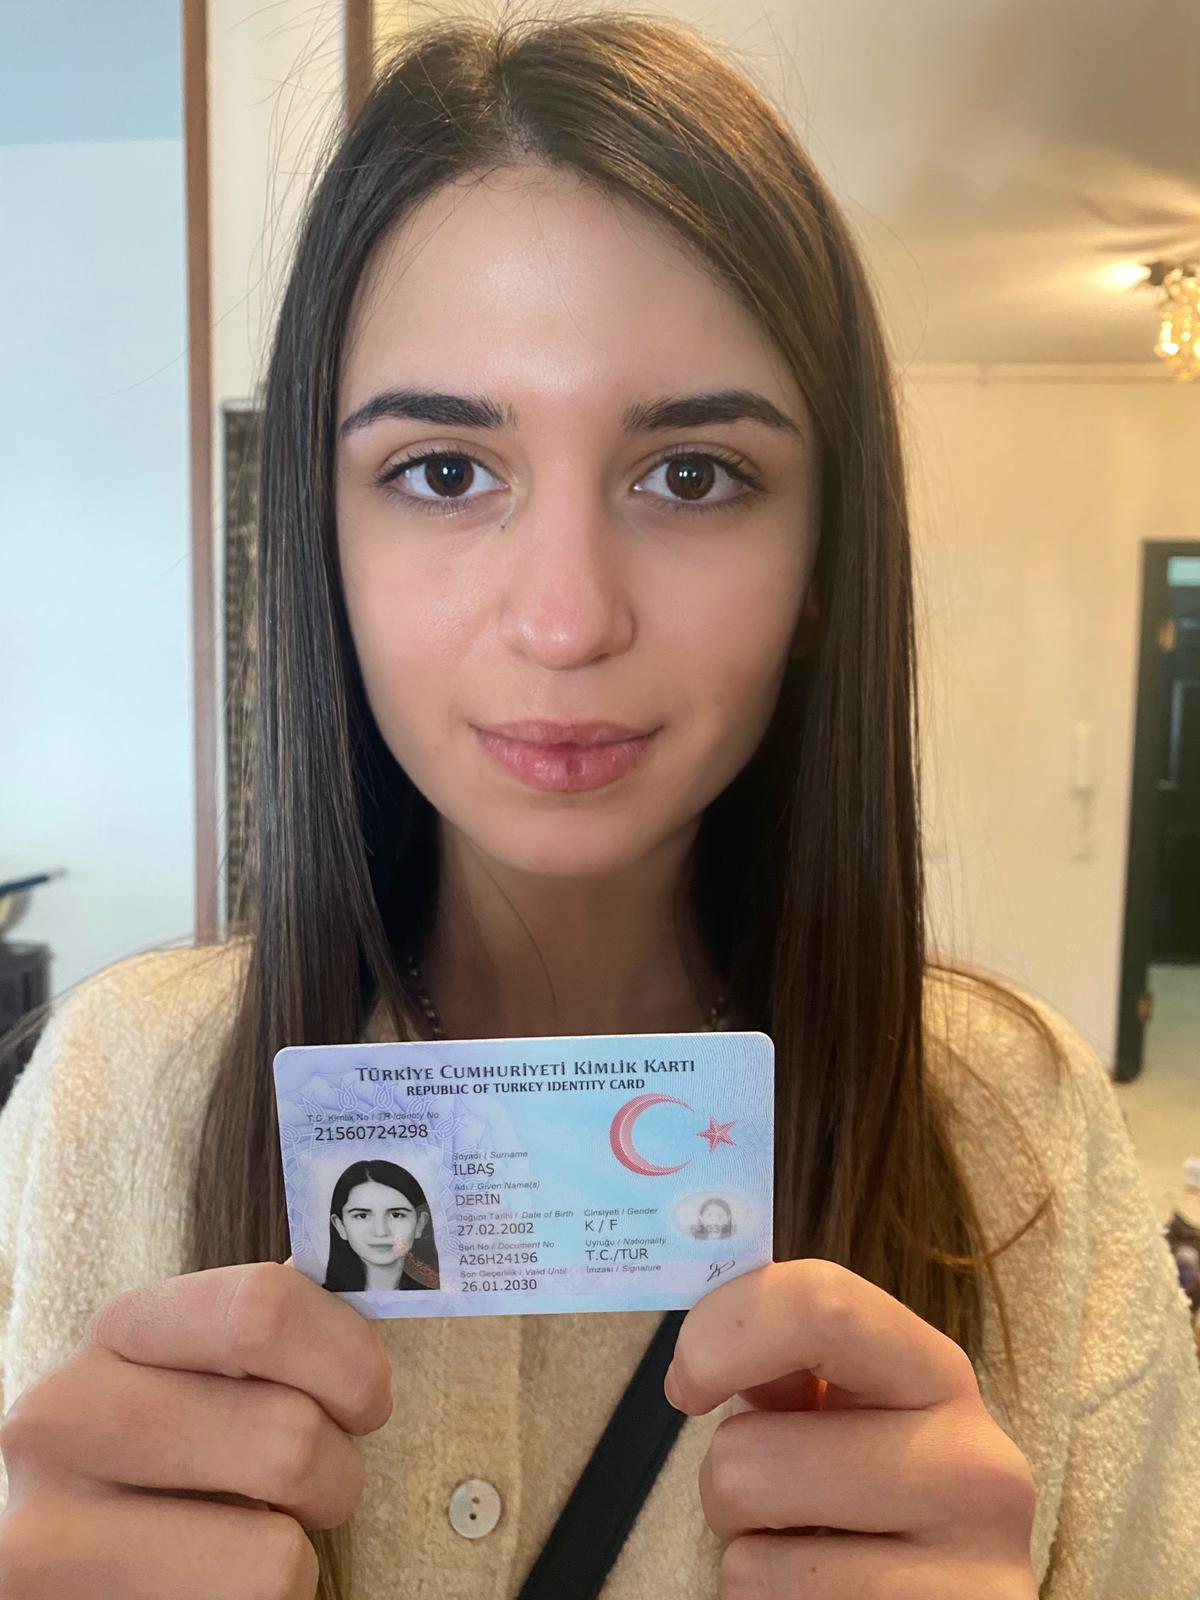 TÜRKİYE CUMHURİYETİ KİMLİK KARTI
REPUBLIC OF TURKEY IDENTITY CARD
T.C. Kimlik No / TR Identity No
21560724298
Soyadı / Surname
İLBAŞ
Adı / Given Name(s)
DERİN
Doğum Tarihi / Date of Birth Cinsiyeti / Gender
27.02.2002 K / F
Seri No / Document No Uyruğu / Nationality
A26H24196 T.C./TUR
Son Geçerlilik / Valid Until İmzası / Signature
26.01.2030